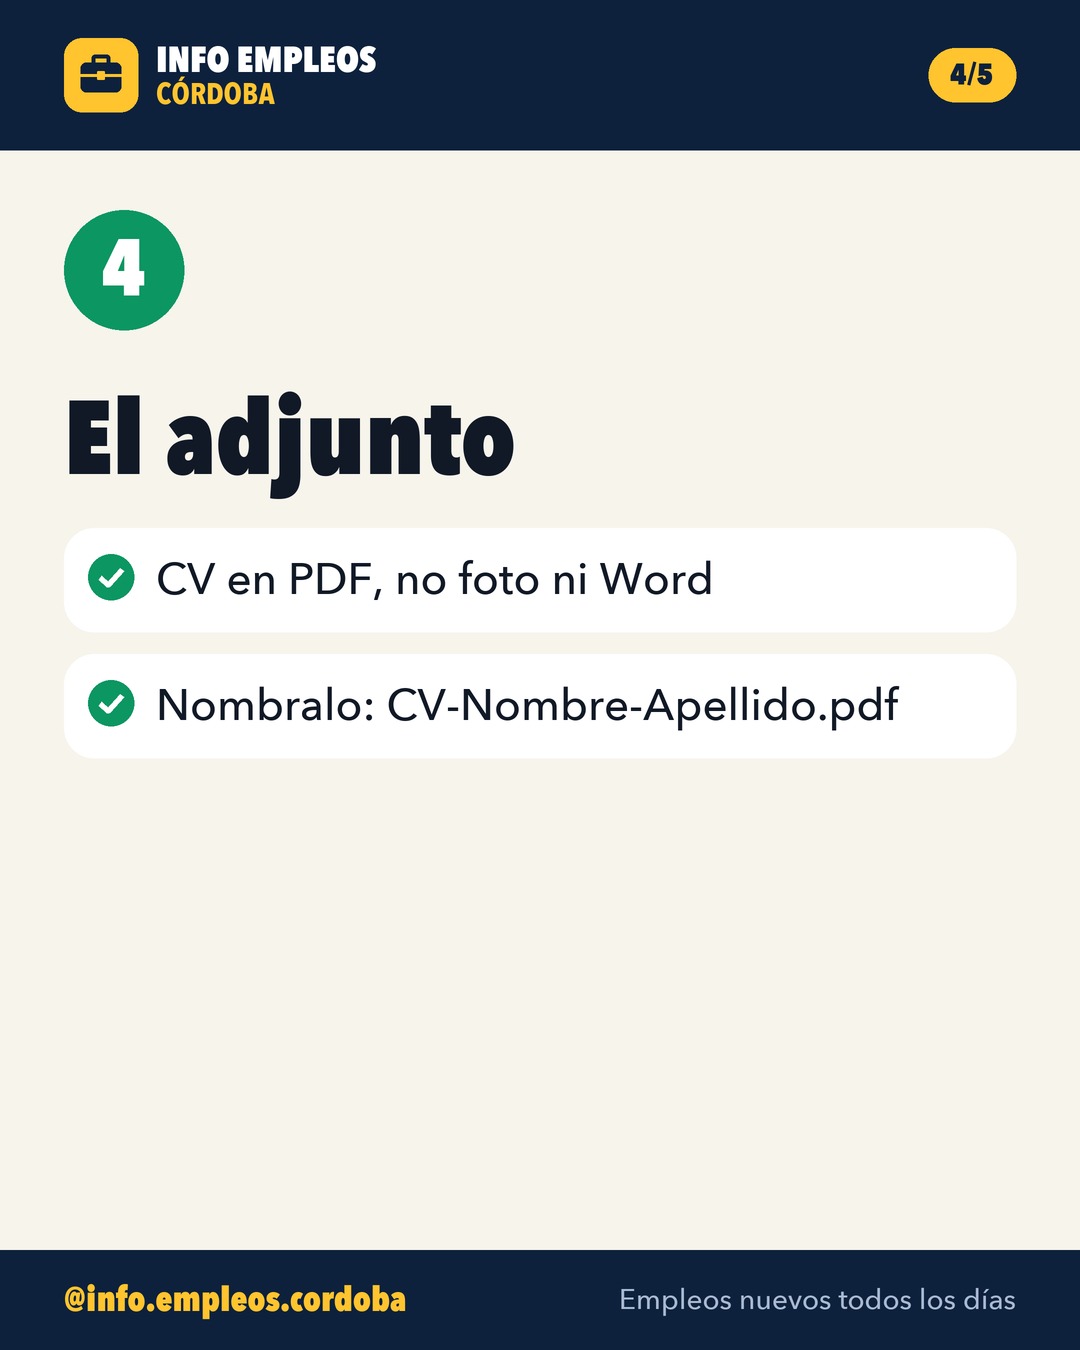 INFO EMPLEOS
CÓRDOBA
4/5
4
El adjunto
CV en PDF, no foto ni Word
Nombralo: CV-Nombre-Apellido.pdf
@info.empleos.cordoba
Empleos nuevos todos los días